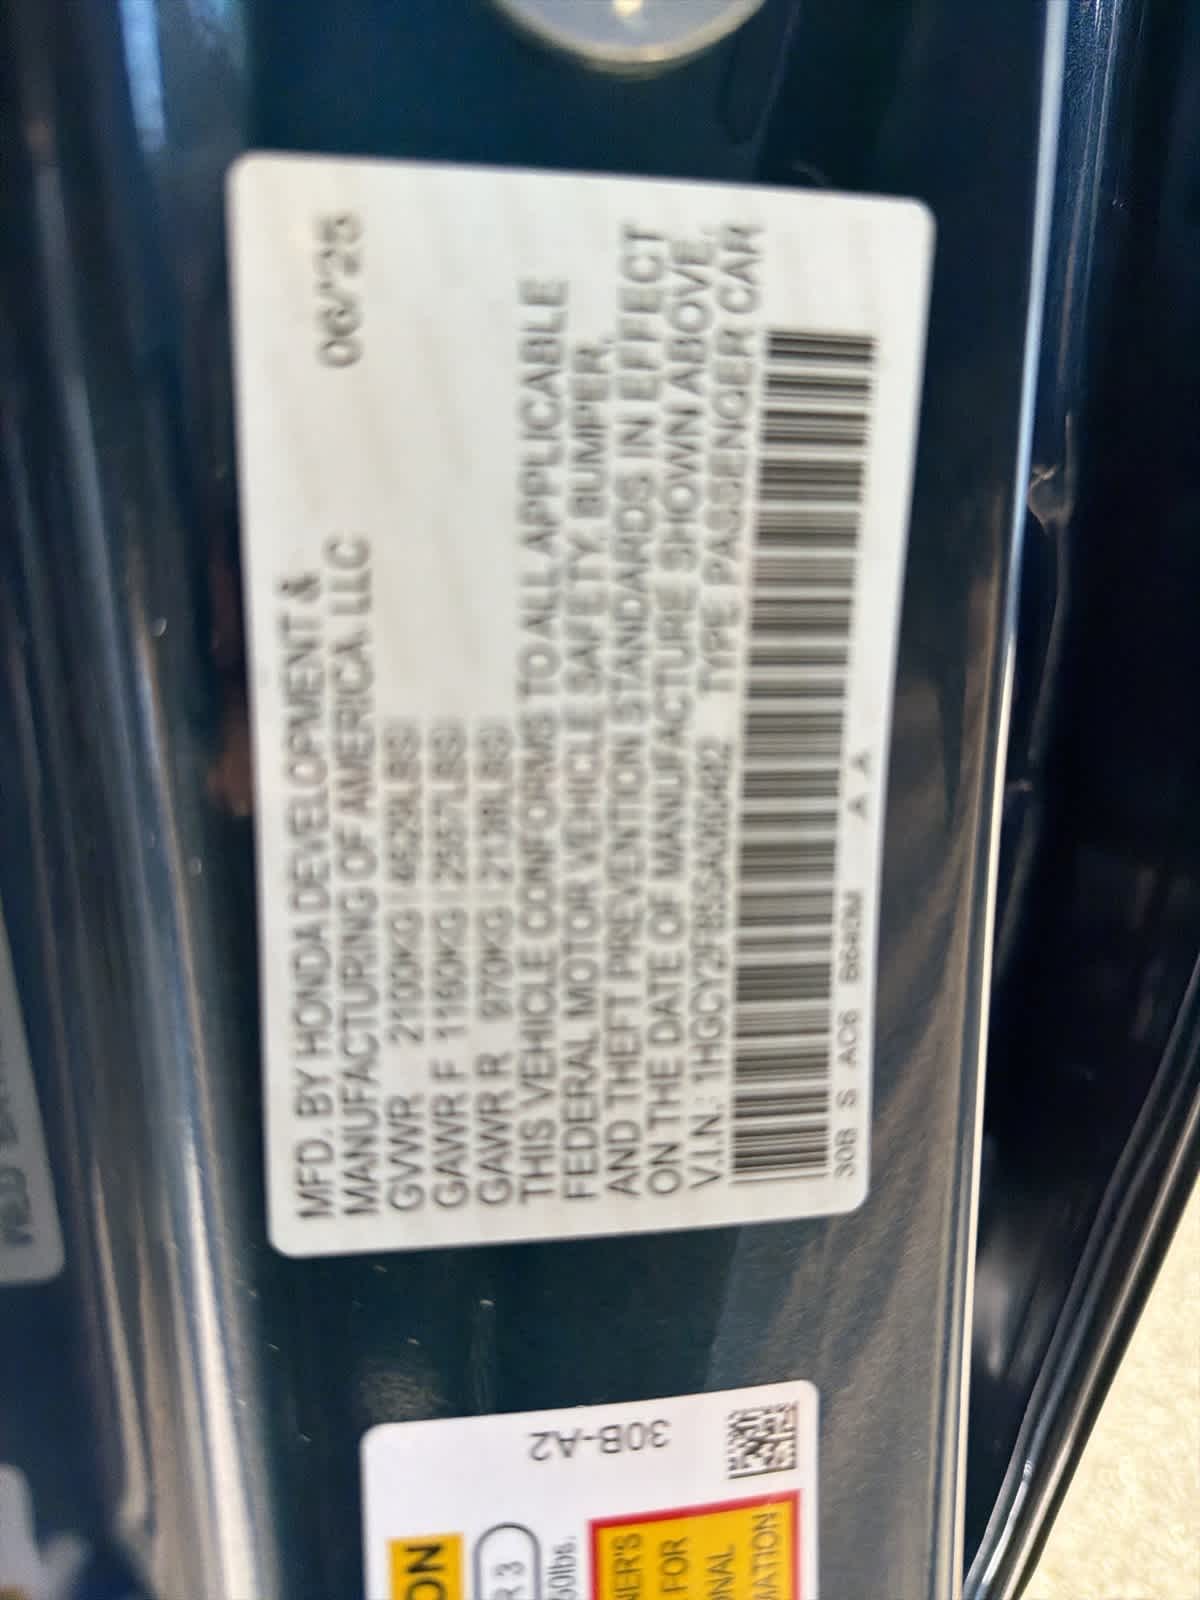 MFD. BY HONDA DEVELOPMENT &
MANUFACTURING OF AMERICA, LLC 06/25
GVWR 2100KG (4629LBS)
GAWR F 1160KG (2557LBS)
GAWR R 970KG (2138LBS)
THIS VEHICLE CONFORMS TO ALL APPLICABLE
FEDERAL MOTOR VEHICLE SAFETY, BUMPER,
AND THEFT PREVENTION STANDARDS IN EFFECT
ON THE DATE OF MANUFACTURE SHOWN ABOVE.
V.I.N.: TYPE PASSENGER CAR
30B S AC6 A A
30B-A2